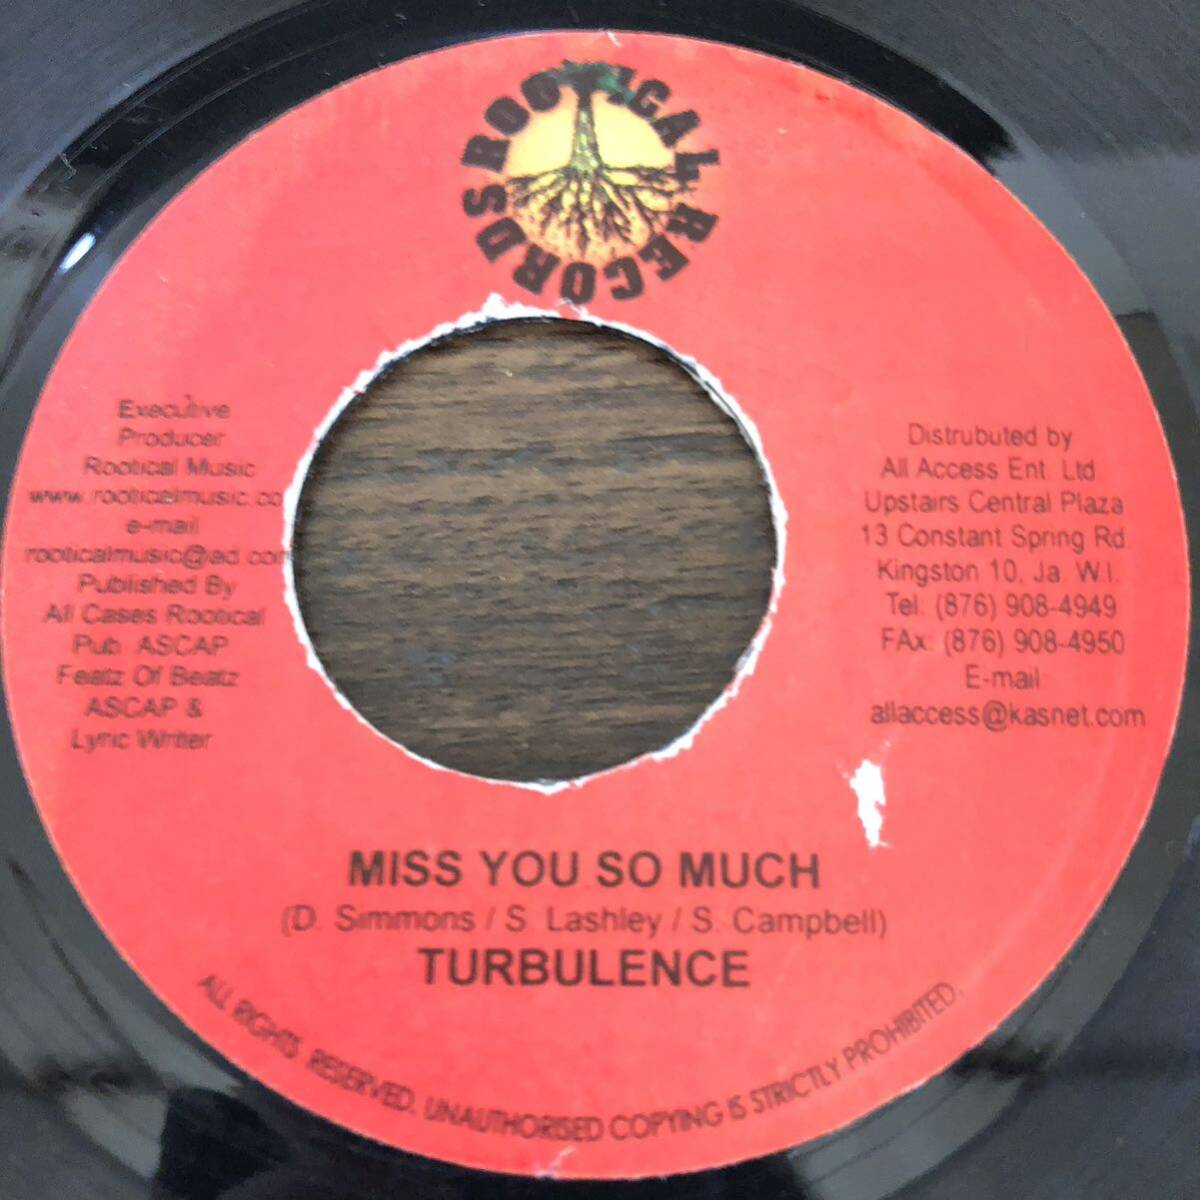 ROOTICAL RECORDS
Executive
Producer
Rootical Music
www.rooticalmusic.co
e-mail
rooticalmusic@aol.com
Published By
All Cases Rootical
Pub. ASCAP
Featz Of Beatz
ASCAP &
Lyric Writer
Distrubuted by
All Access Ent. Ltd.
Upstairs Central Plaza
13 Constant Spring Rd.
Kingston 10, Ja. W.I.
Tel: (876) 908-4949
FAx: (876) 908-4950
E-mail:
allaccess@kasnet.com
MISS YOU SO MUCH
(D. Simmons / S. Lashley / S. Campbell)
TURBULENCE
ALL RIGHTS RESERVED. UNAUTHORISED COPYING IS STRICTLY PROHIBITED.